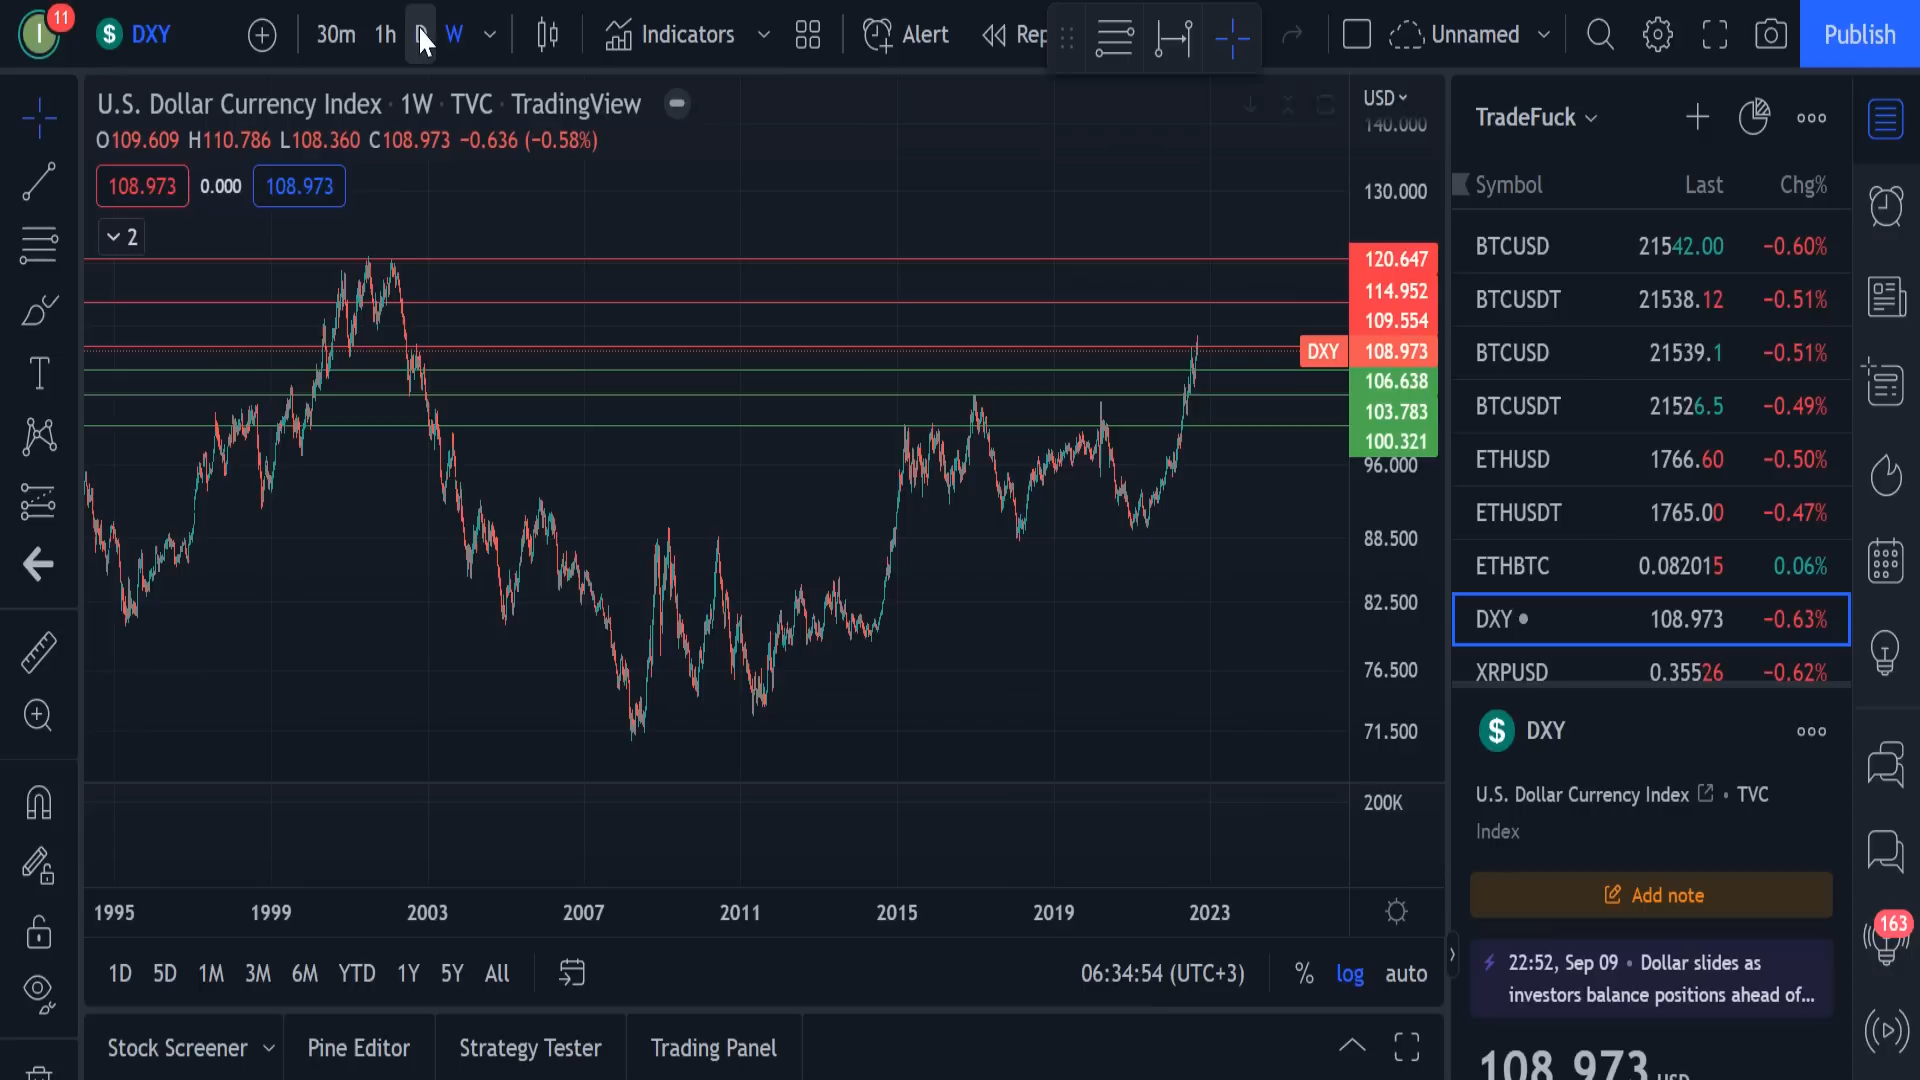 I 11 $ DXY 30m 1h D W Indicators Alert Rep Unnamed Publish
U.S. Dollar Currency Index · 1W · TVC · TradingView
O109.609 H110.786 L108.360 C108.973 −0.636 (−0.58%)
108.973 0.000 108.973
2
USD
140.000
130.000
120.647
114.952
109.554
DXY 108.973
106.638
103.783
100.321
96.000
88.500
82.500
76.500
71.500
200K
1995 1999 2003 2007 2011 2015 2019 2023
1D 5D 1M 3M 6M YTD 1Y 5Y All 06:34:54 (UTC+3) % log auto
Stock Screener Pine Editor Strategy Tester Trading Panel
TradeFuck
Symbol Last Chg%
BTCUSD 21542.00 −0.60%
BTCUSDT 21538.12 −0.51%
BTCUSD 21539.1 −0.51%
BTCUSDT 21526.5 −0.49%
ETHUSD 1766.60 −0.50%
ETHUSDT 1765.00 −0.47%
ETHBTC 0.082015 0.06%
DXY 108.973 −0.63%
XRPUSD 0.35526 −0.62%
$ DXY
U.S. Dollar Currency Index • TVC
Index
Add note
22:52, Sep 09 • Dollar slides as
investors balance positions ahead of...
108.973 USD
163